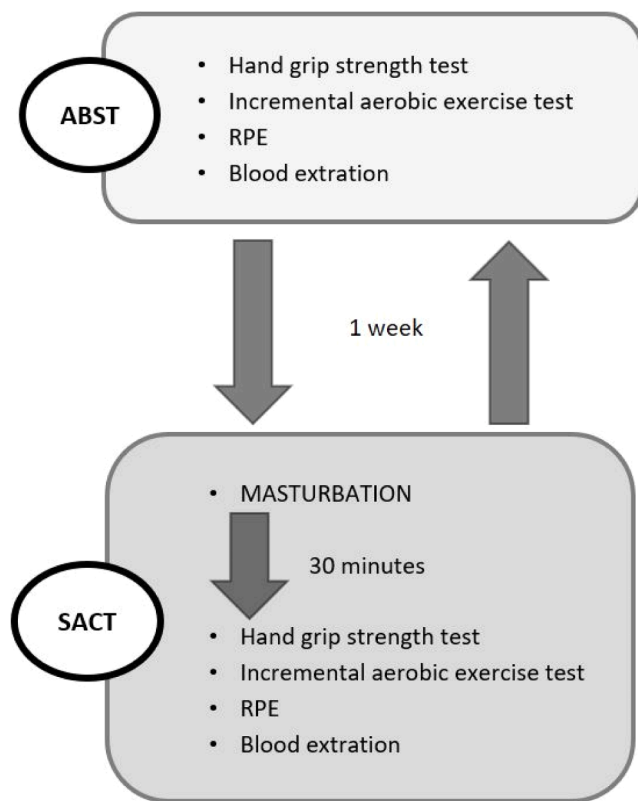 ABST
• Hand grip strength test
• Incremental aerobic exercise test
• RPE
• Blood extration
1 week
• MASTURBATION
30 minutes
SACT
• Hand grip strength test
• Incremental aerobic exercise test
• RPE
• Blood extration